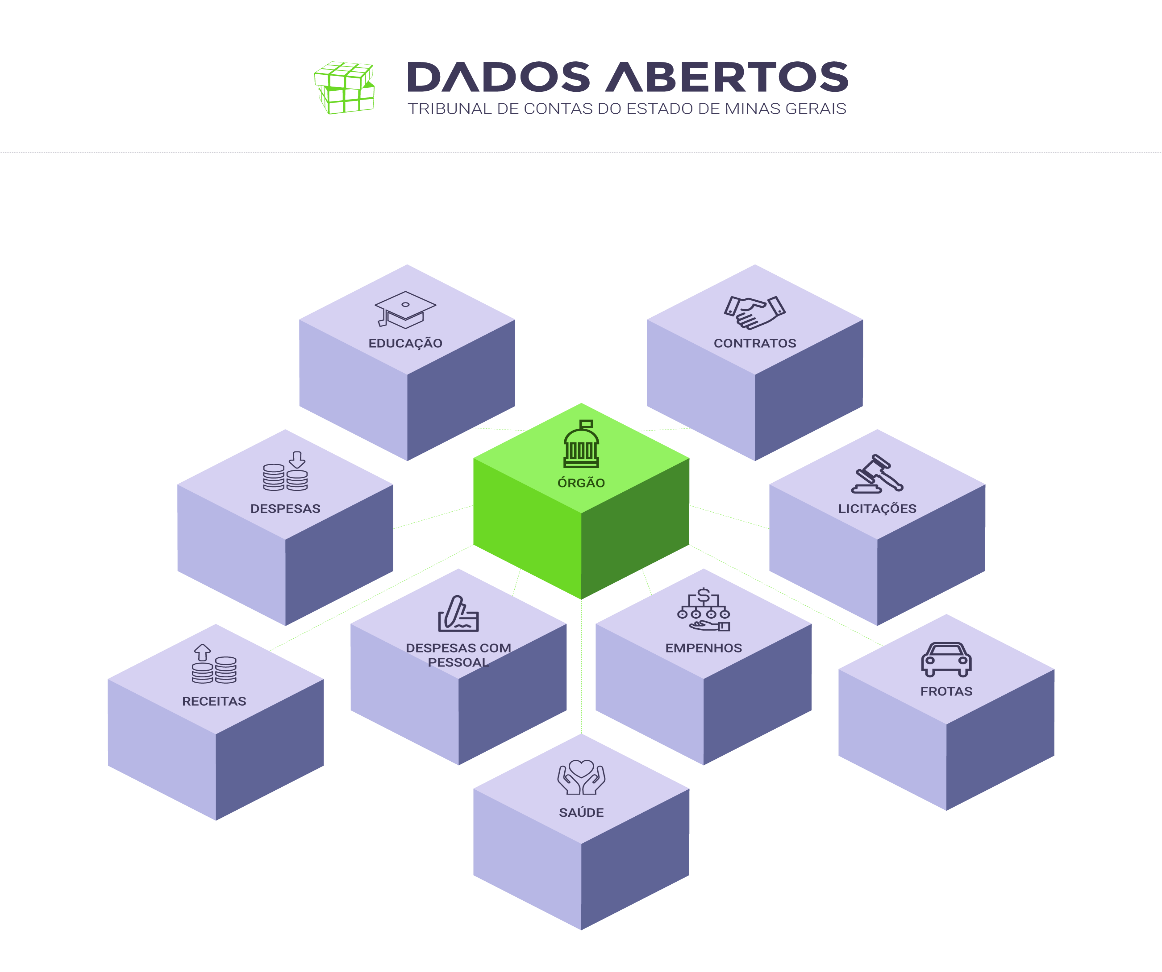 DADOS ABERTOS
TRIBUNAL DE CONTAS DO ESTADO DE MINAS GERAIS
EDUCAÇÃO
CONTRATOS
ÓRGÃO
DESPESAS
LICITAÇÕES
DESPESAS COM
PESSOAL
EMPENHOS
RECEITAS
FROTAS
SAÚDE